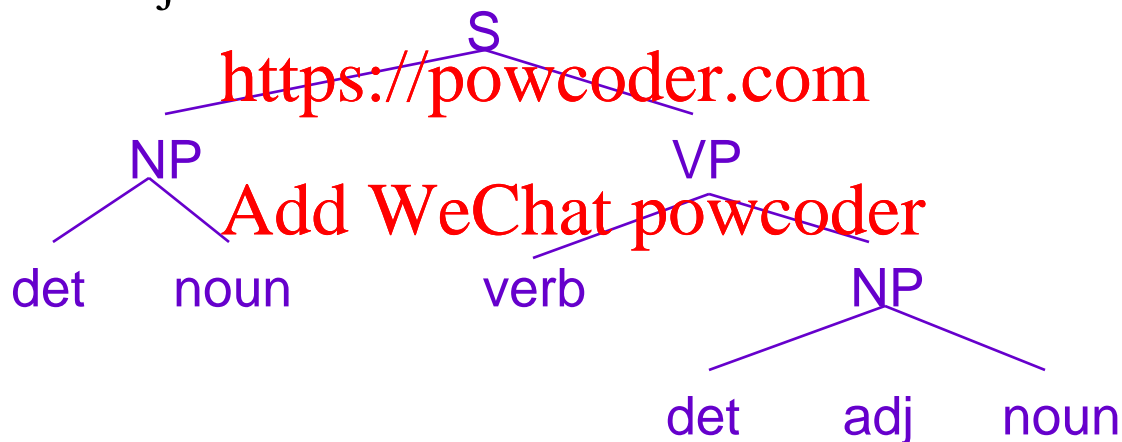 S
https://powcoder.com
NP VP
Add WeChat powcoder
det noun verb NP
det adj noun